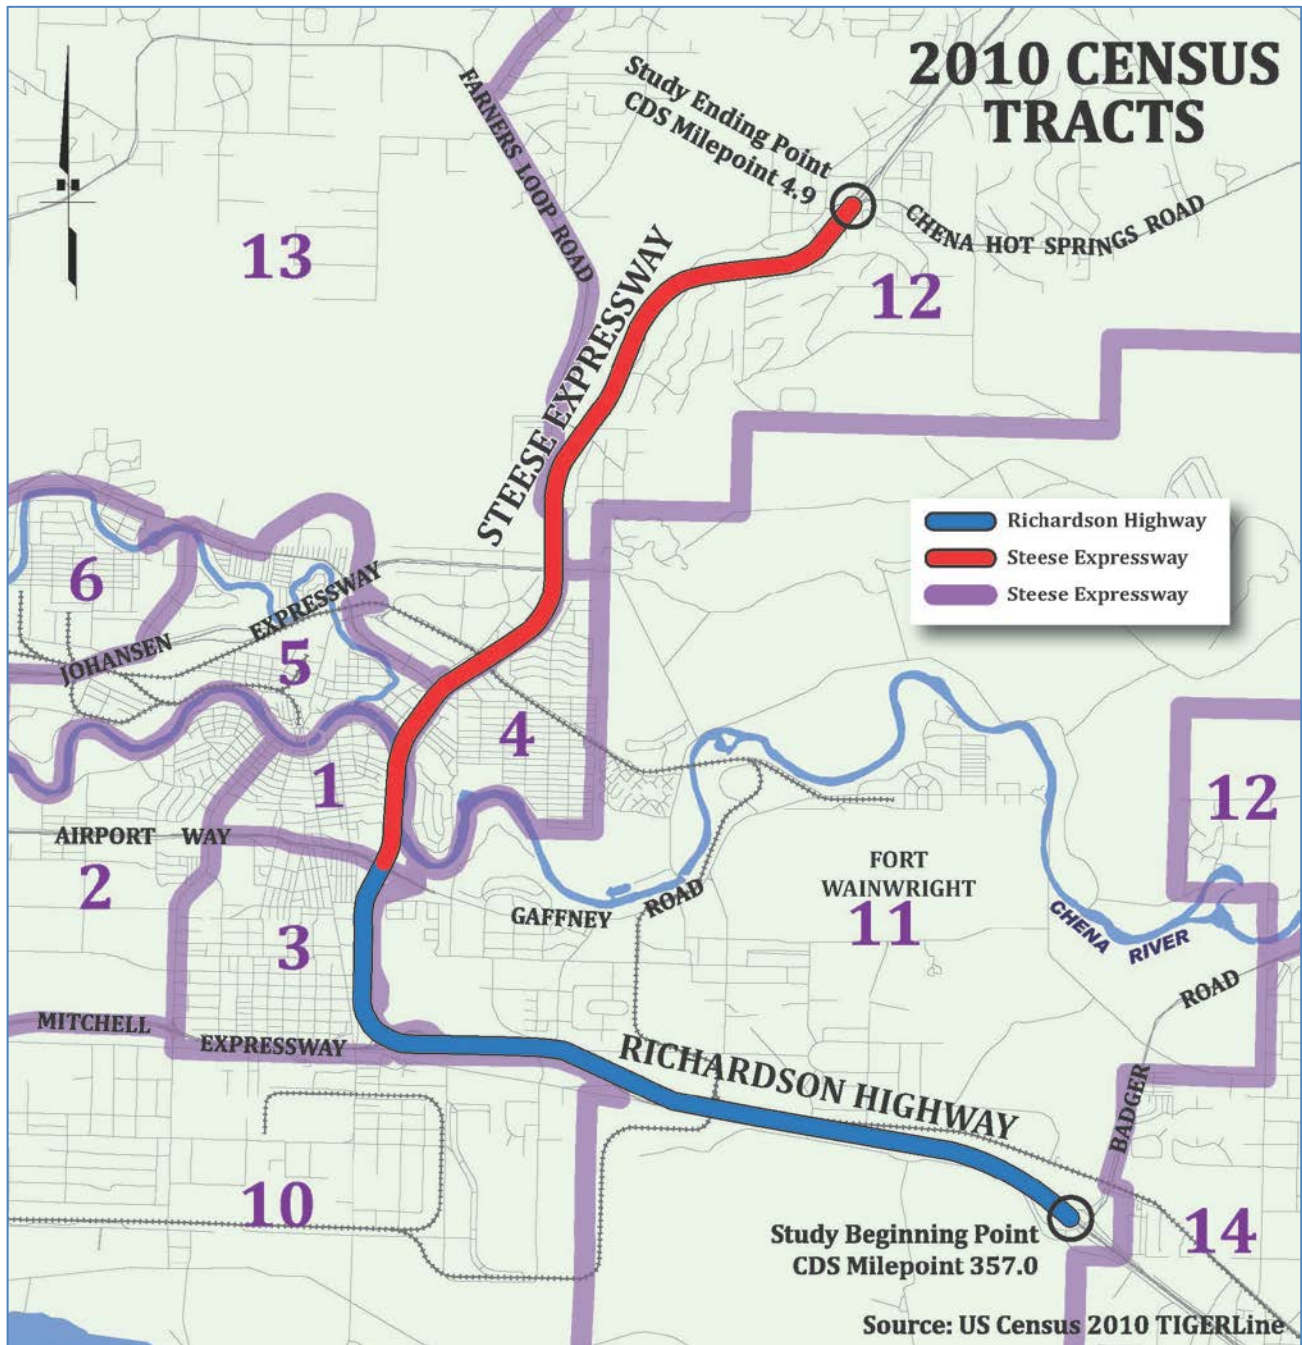 2010 CENSUS
TRACTS
Study Ending Point
CDS Milepoint 4.9
FARNERS LOOP ROAD
CHENA HOT SPRINGS ROAD
13
12
STEESE EXPRESSWAY
Richardson Highway
Steese Expressway
Steese Expressway
6
JOHANSEN EXPRESSWAY
5
4
1
12
AIRPORT WAY
2
FORT
WAINWRIGHT
11
GAFFNEY ROAD
3
CHENA RIVER
ROAD
MITCHELL
EXPRESSWAY
RICHARDSON HIGHWAY
BADGER
10
14
Study Beginning Point
CDS Milepoint 357.0
Source: US Census 2010 TIGERLine